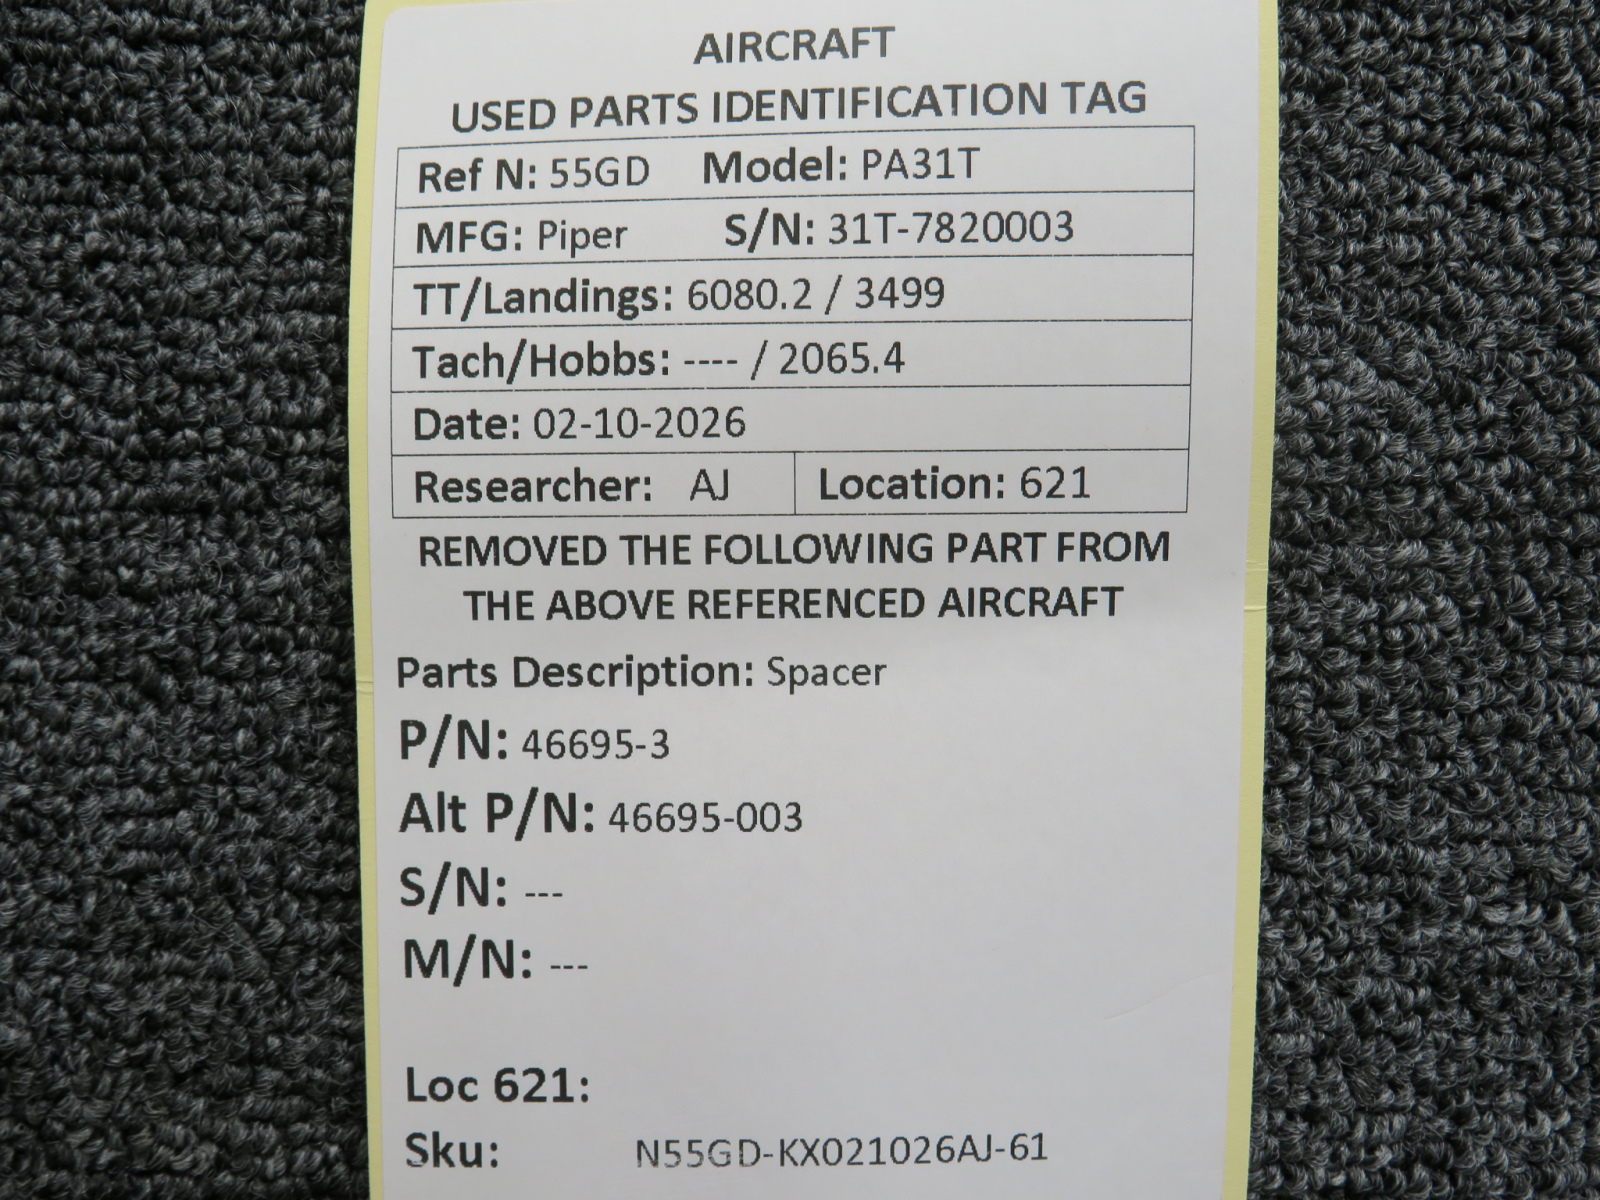 AIRCRAFT
USED PARTS IDENTIFICATION TAG
Ref N: 55GD Model: PA31T
MFG: Piper S/N: 31T-7820003
TT/Landings: 6080.2 / 3499
Tach/Hobbs: ---- / 2065.4
Date: 02-10-2026
Researcher: AJ Location: 621
REMOVED THE FOLLOWING PART FROM
THE ABOVE REFERENCED AIRCRAFT
Parts Description: Spacer
P/N: 46695-3
Alt P/N: 46695-003
S/N: ---
M/N: ---
Loc 621:
Sku: N55GD-KX021026AJ-61